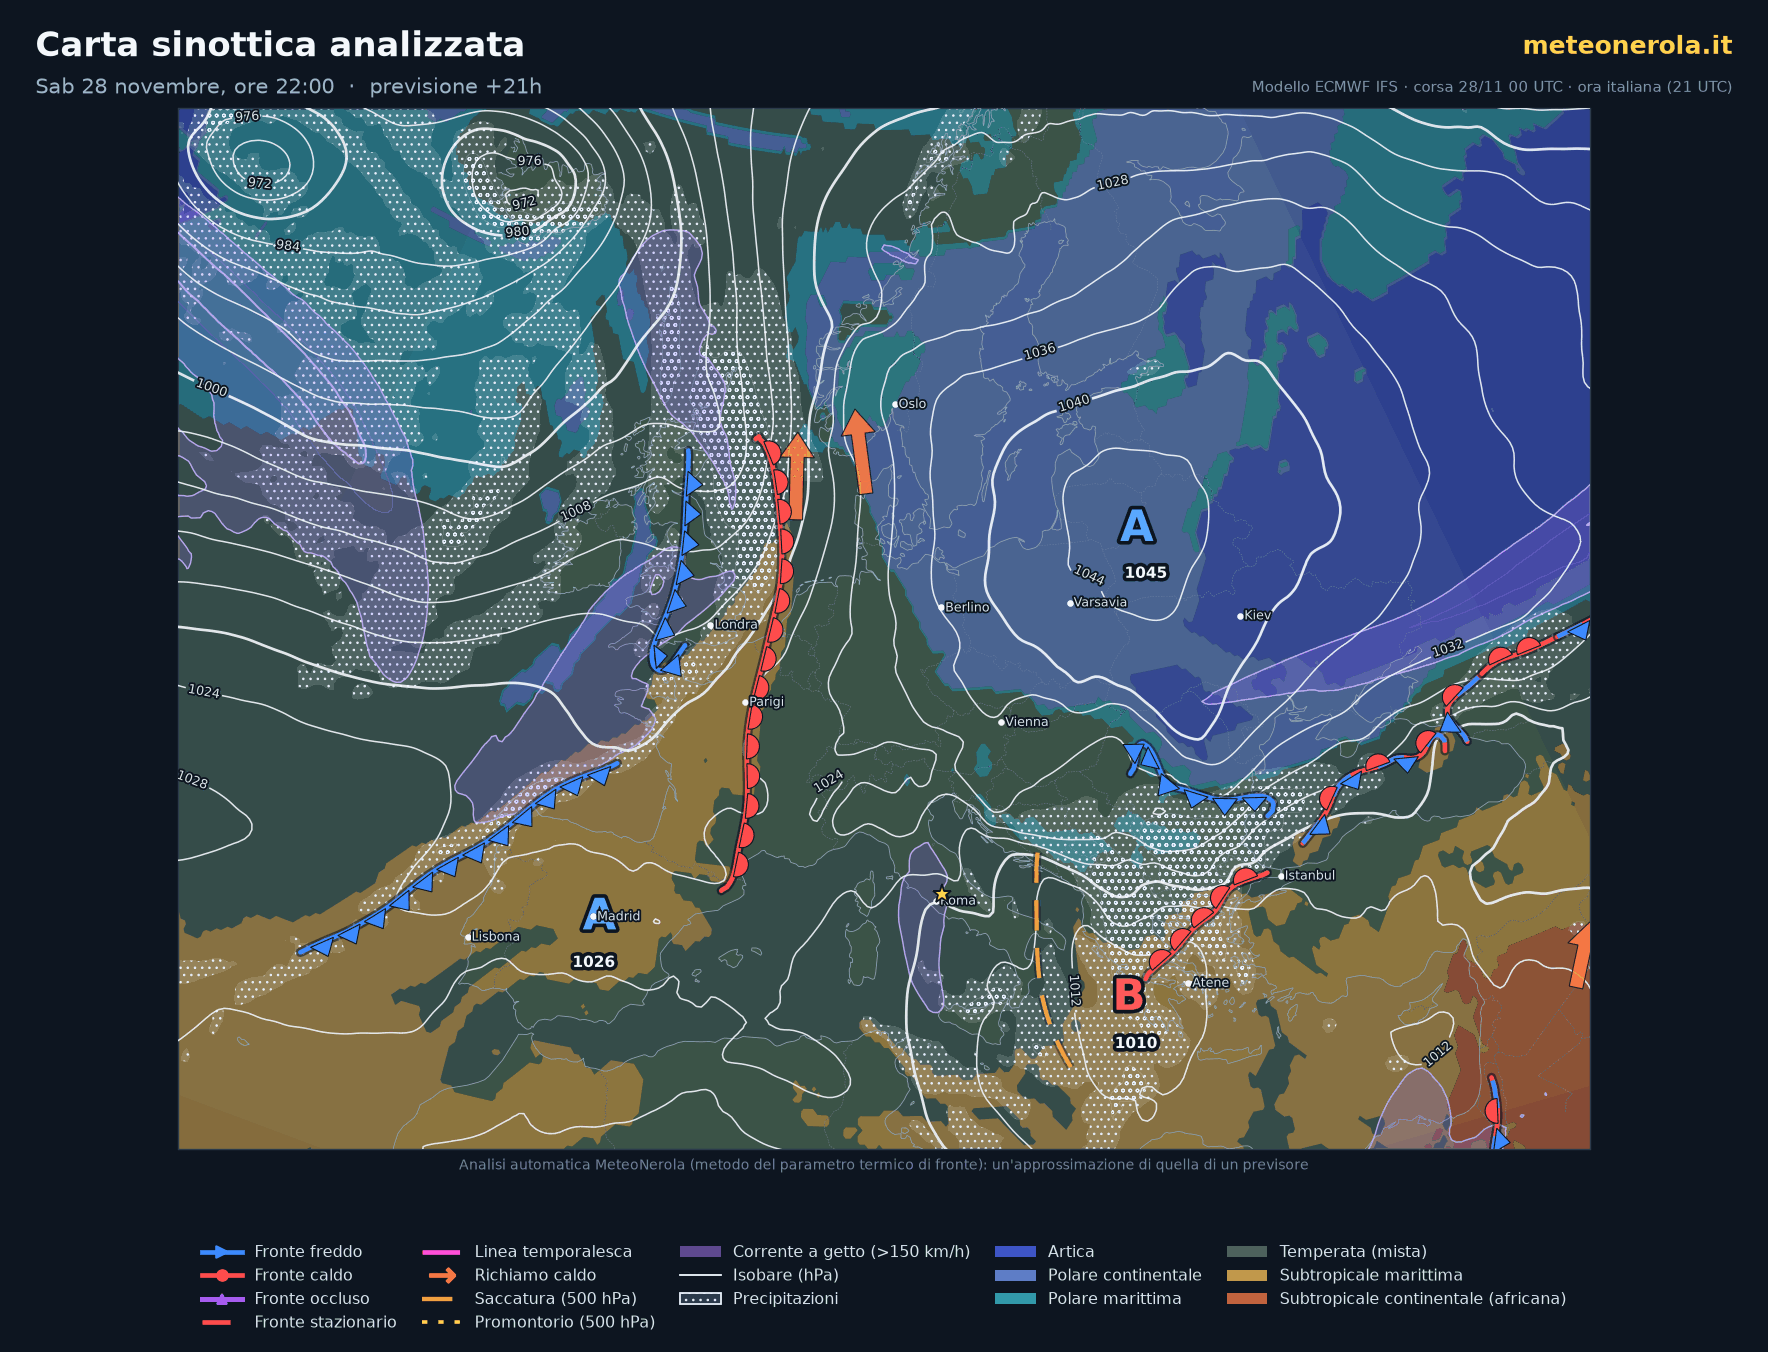 Carta sinottica analizzata
meteonerola.it
Sab 28 novembre, ore 22:00 · previsione +21h
Modello ECMWF IFS · corsa 28/11 00 UTC · ora italiana (21 UTC)
976
976
972
972
980
984
1028
1036
1000
1040
Oslo
1008
A
1045
1044
Varsavia
Berlino
Kiev
Londra
1032
1024
Parigi
Vienna
1028
1024
Istanbul
Roma
A
Madrid
Lisbona
1026
1012
B
Atene
1010
1012
Analisi automatica MeteoNerola (metodo del parametro termico di fronte): un'approssimazione di quella di un previsore
Fronte freddo
Fronte caldo
Fronte occluso
Fronte stazionario
Linea temporalesca
Richiamo caldo
Saccatura (500 hPa)
Promontorio (500 hPa)
Corrente a getto (>150 km/h)
Isobare (hPa)
Precipitazioni
Artica
Polare continentale
Polare marittima
Temperata (mista)
Subtropicale marittima
Subtropicale continentale (africana)